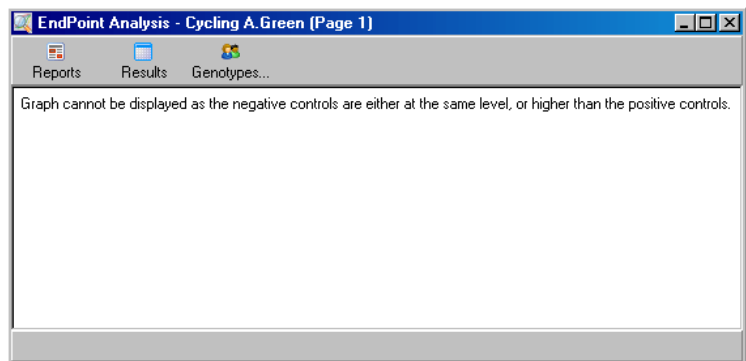 EndPoint Analysis - Cycling A.Green (Page 1)
Reports Results Genotypes...
Graph cannot be displayed as the negative controls are either at the same level, or higher than the positive controls.